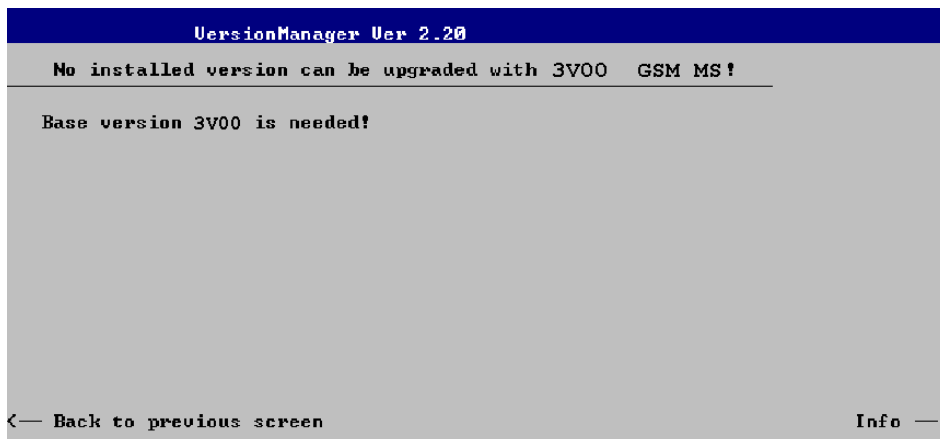 VersionManager Ver 2.20
No installed version can be upgraded with 3V00 GSM MS!
Base version 3V00 is needed!
<── Back to previous screen
Info ──